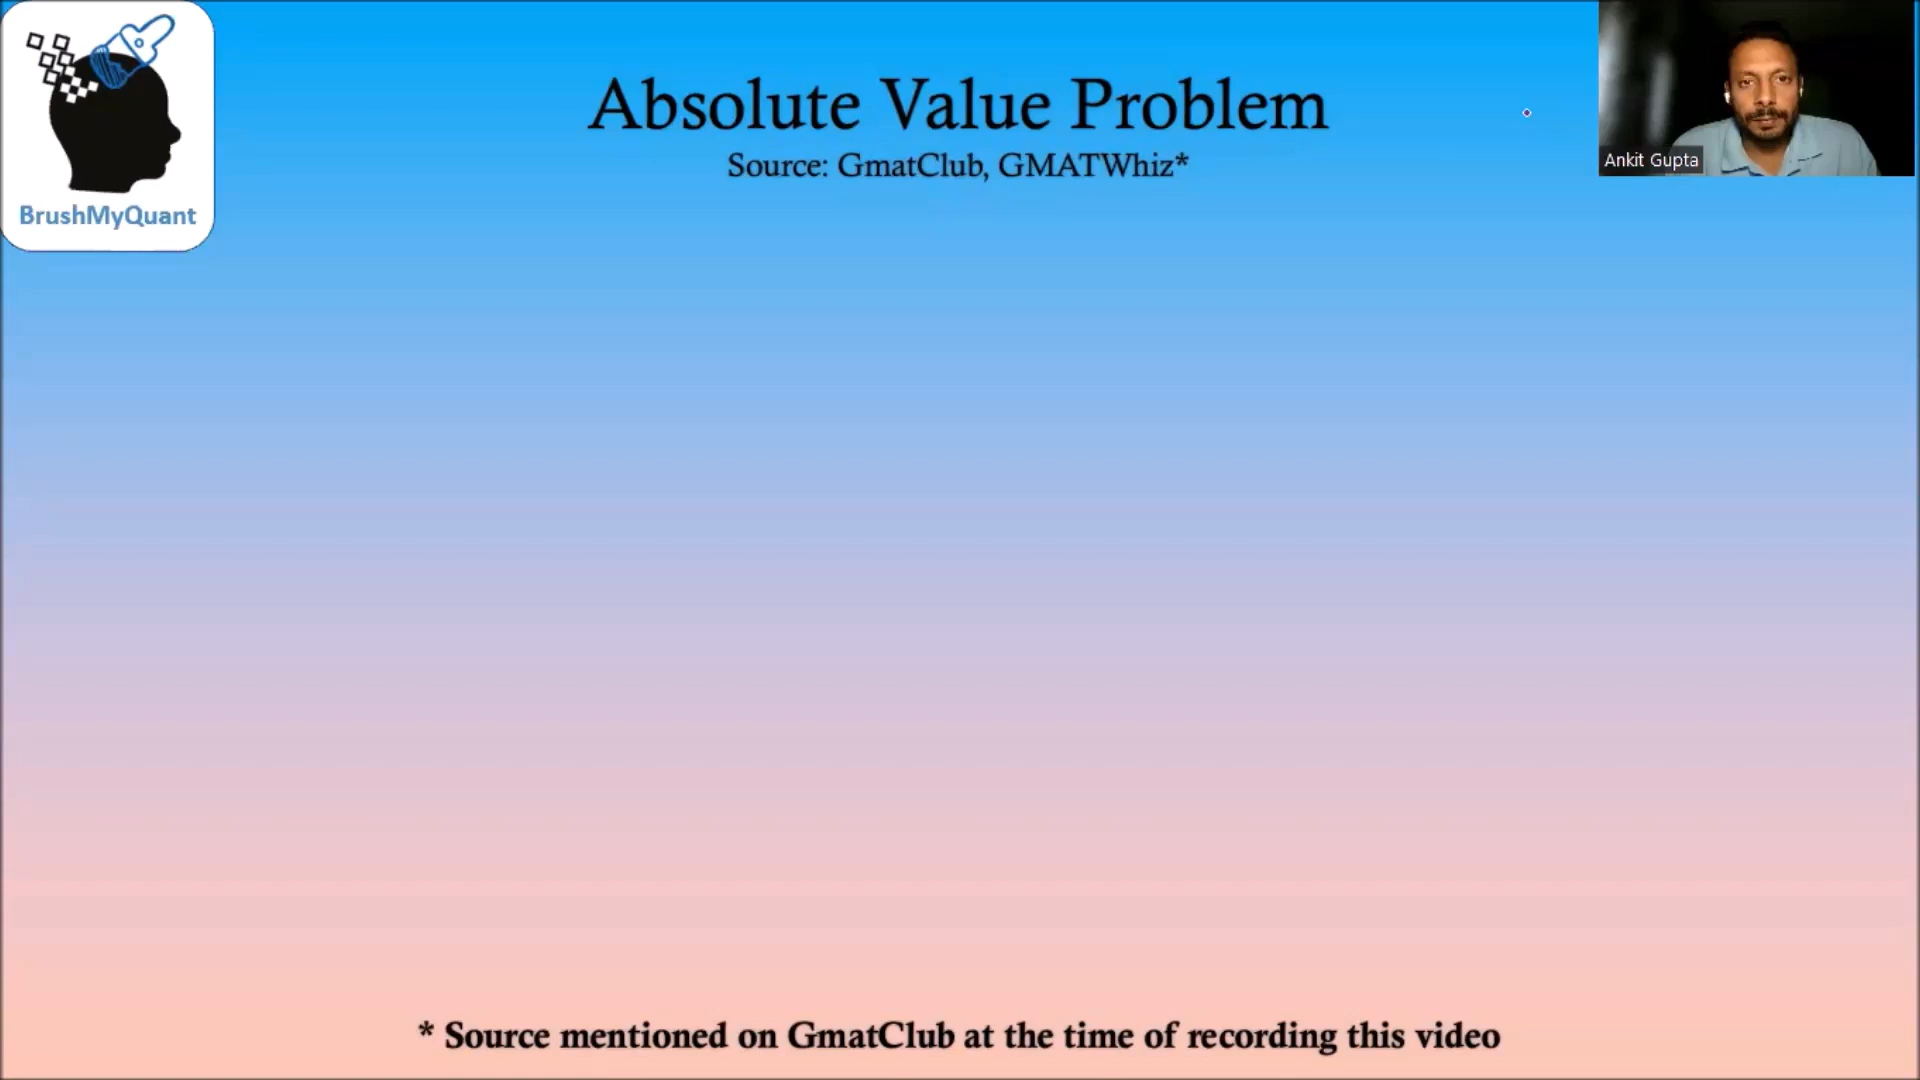 Absolute Value Problem
Source: GmatClub, GMATWhiz*
Ankit Gupta
BrushMyQuant
* Source mentioned on GmatClub at the time of recording this video